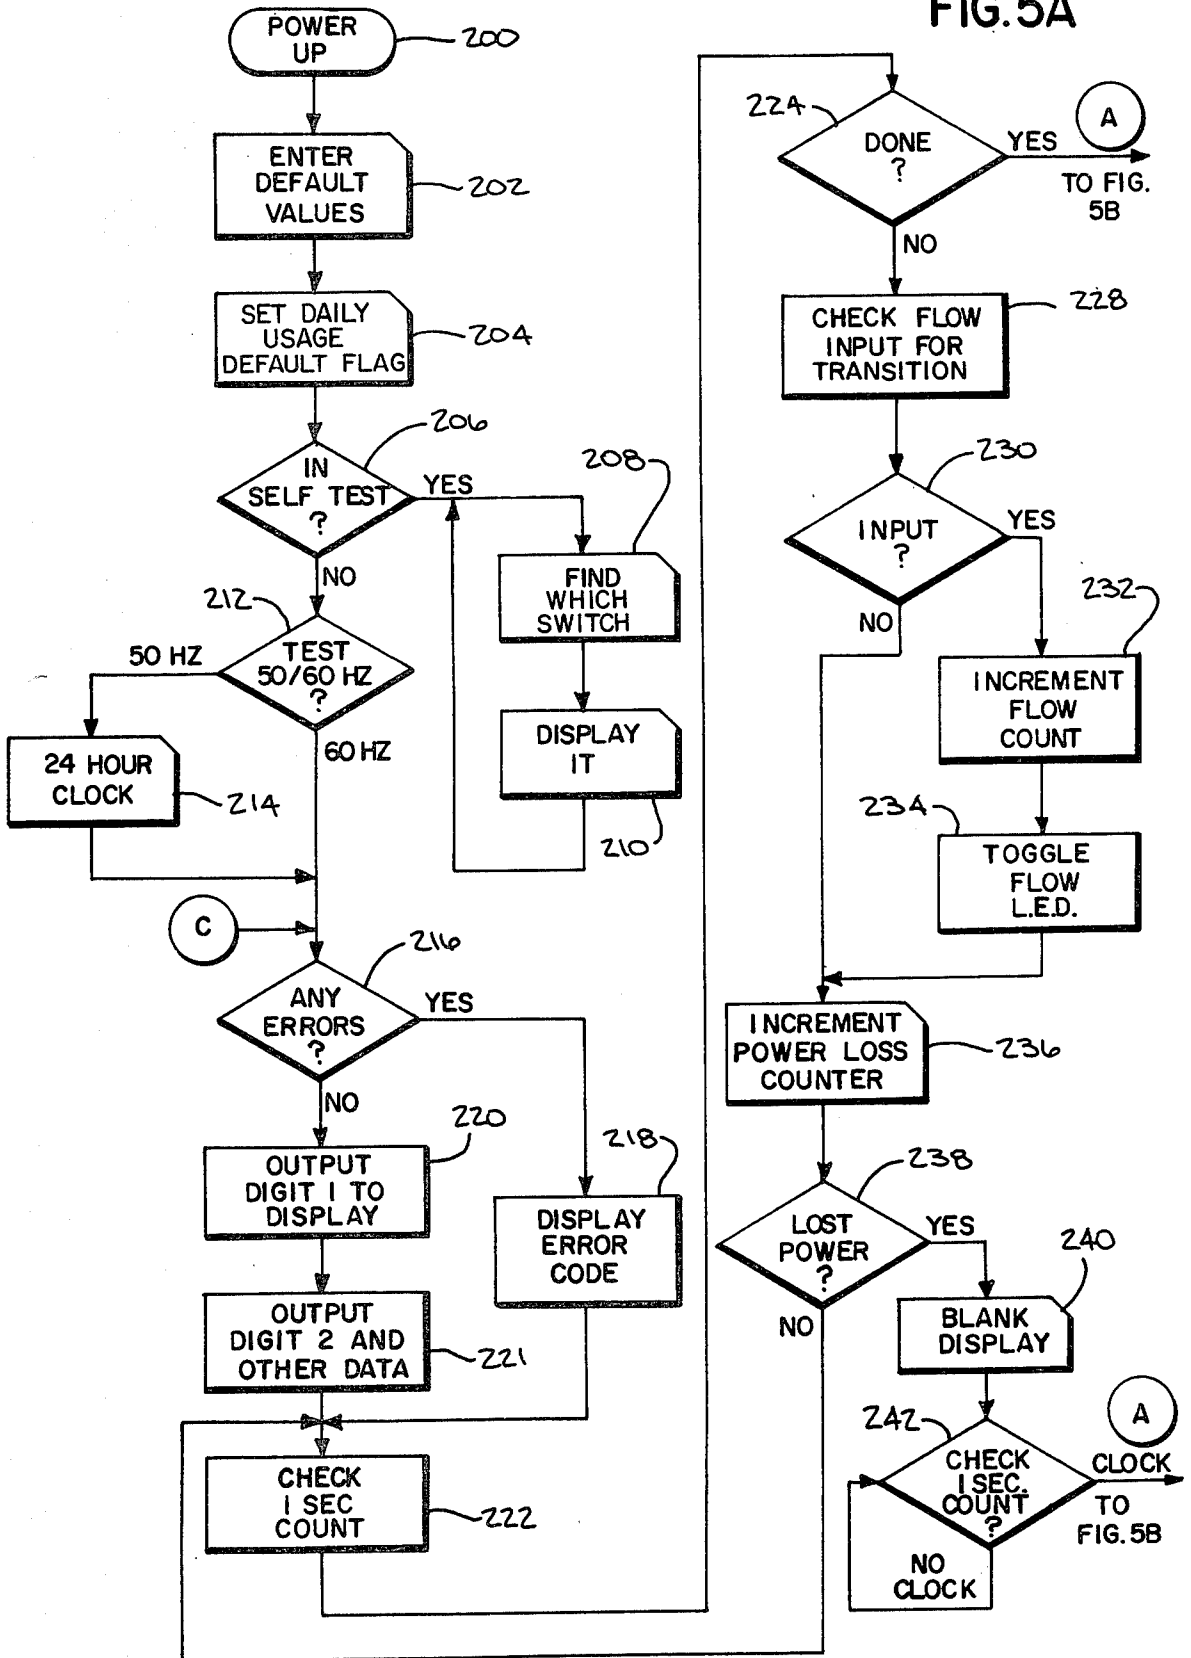 FIG. 5A
POWER
UP
200
ENTER
DEFAULT
VALUES
202
SET DAILY
USAGE
DEFAULT FLAG
204
IN
SELF TEST
?
206
YES
NO
208
FIND
WHICH
SWITCH
DISPLAY
IT
210
212
TEST
50/60 HZ
?
50 HZ
60 HZ
24 HOUR
CLOCK
214
C
ANY
ERRORS
?
216
YES
NO
220
OUTPUT
DIGIT 1 TO
DISPLAY
218
DISPLAY
ERROR
CODE
OUTPUT
DIGIT 2 AND
OTHER DATA
221
CHECK
1 SEC
COUNT
222
224
DONE
?
YES
A
TO FIG.
5B
NO
CHECK FLOW
INPUT FOR
TRANSITION
228
INPUT
?
230
YES
NO
232
INCREMENT
FLOW
COUNT
234
TOGGLE
FLOW
L.E.D.
INCREMENT
POWER LOSS
COUNTER
236
LOST
POWER
?
238
YES
NO
240
BLANK
DISPLAY
242
CHECK
1 SEC.
COUNT
?
A
CLOCK
TO
FIG. 5B
NO
CLOCK